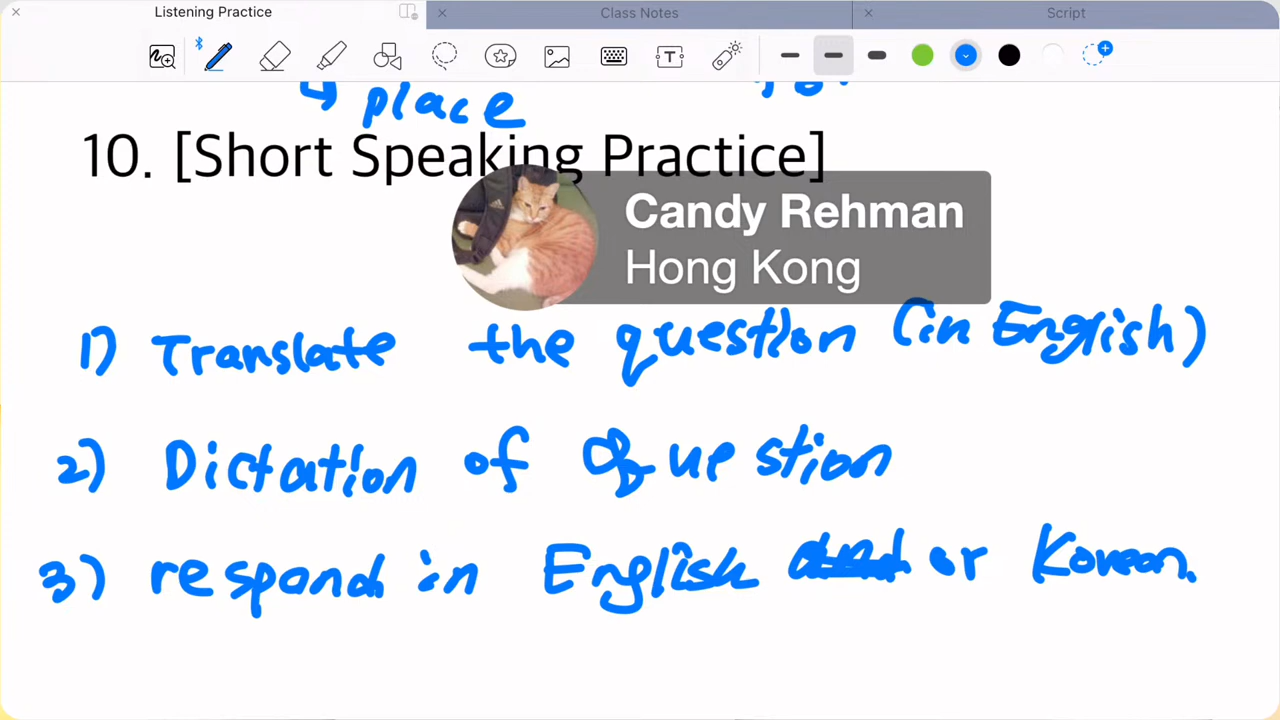 Listening Practice
Class Notes
Script
T
place
10. [Short Speaking Practice]
Candy Rehman
Hong Kong
1) Translate the question (in English)
2) Dictation of question
3) respond in English and or Korean.